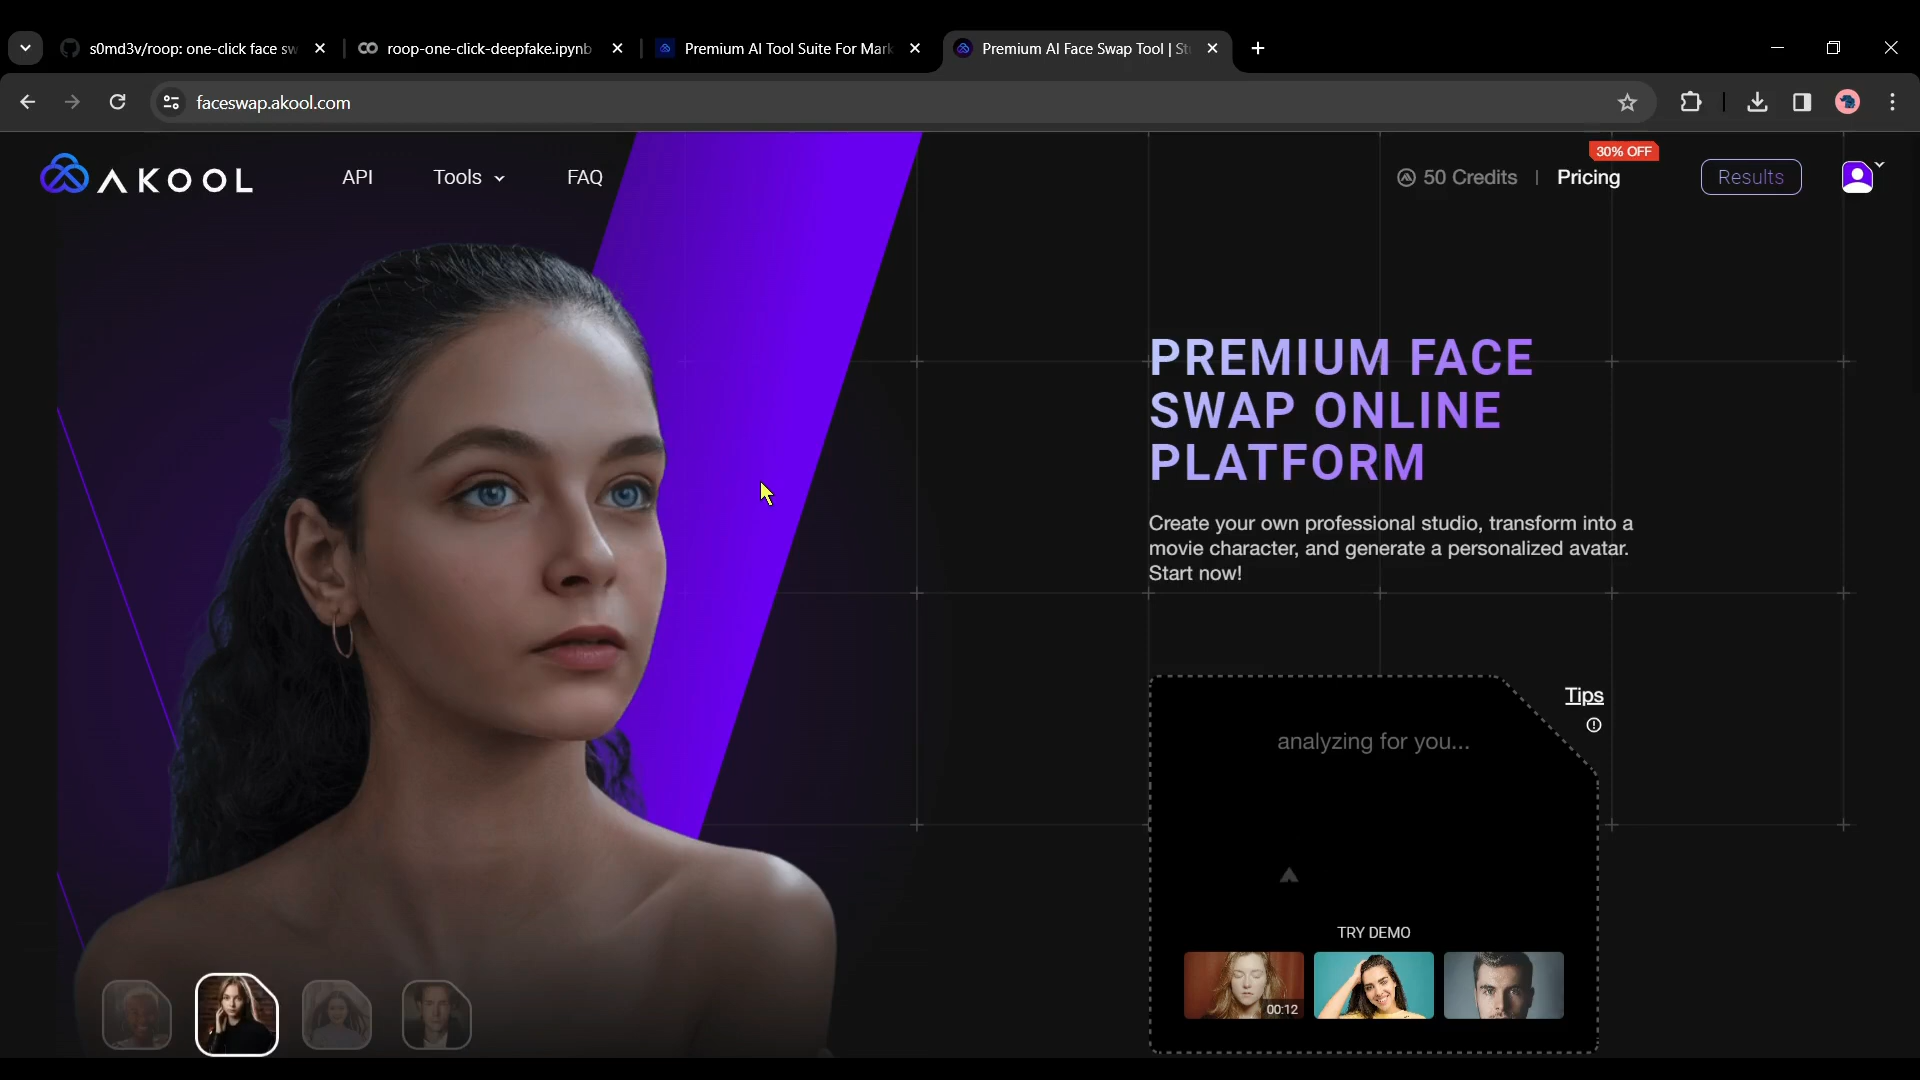 s0md3v/roop: one-click face sw
roop-one-click-deepfake.ipynb
Premium AI Tool Suite For Mark
Premium AI Face Swap Tool | St
faceswap.akool.com
AKOOL
API
Tools
FAQ
50 Credits
Pricing
30% OFF
Results
PREMIUM FACE
SWAP ONLINE
PLATFORM
Create your own professional studio, transform into a
movie character, and generate a personalized avatar.
Start now!
Tips
analyzing for you...
TRY DEMO
00:12